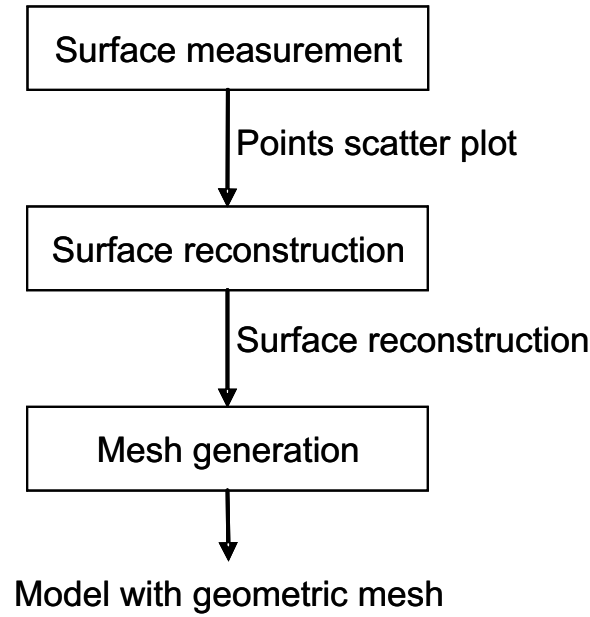 Surface measurement
Points scatter plot
Surface reconstruction
Surface reconstruction
Mesh generation
Model with geometric mesh